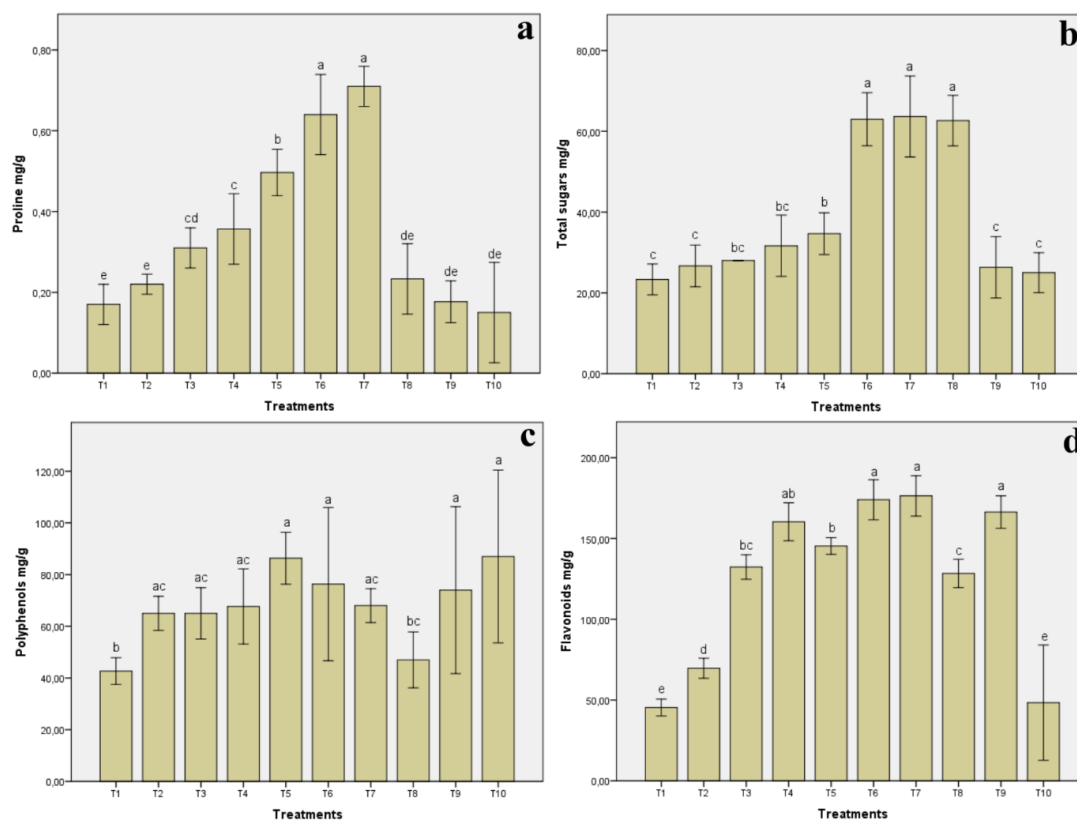 a
0,80
0,60
0,40
0,20
0,00
Proline mg/g
e
e
cd
c
b
a
a
de
de
de
T1 T2 T3 T4 T5 T6 T7 T8 T9 T10
Treatments
b
80,00
60,00
40,00
20,00
0,00
Total sugars mg/g
c
c
bc
bc
b
a
a
a
c
c
T1 T2 T3 T4 T5 T6 T7 T8 T9 T10
Treatments
c
120,00
100,00
80,00
60,00
40,00
20,00
0,00
Polyphenols mg/g
b
ac
ac
ac
a
a
ac
bc
a
a
T1 T2 T3 T4 T5 T6 T7 T8 T9 T10
Treatments
d
200,00
150,00
100,00
50,00
0,00
Flavonoids mg/g
e
d
bc
ab
b
a
a
c
a
e
T1 T2 T3 T4 T5 T6 T7 T8 T9 T10
Treatments